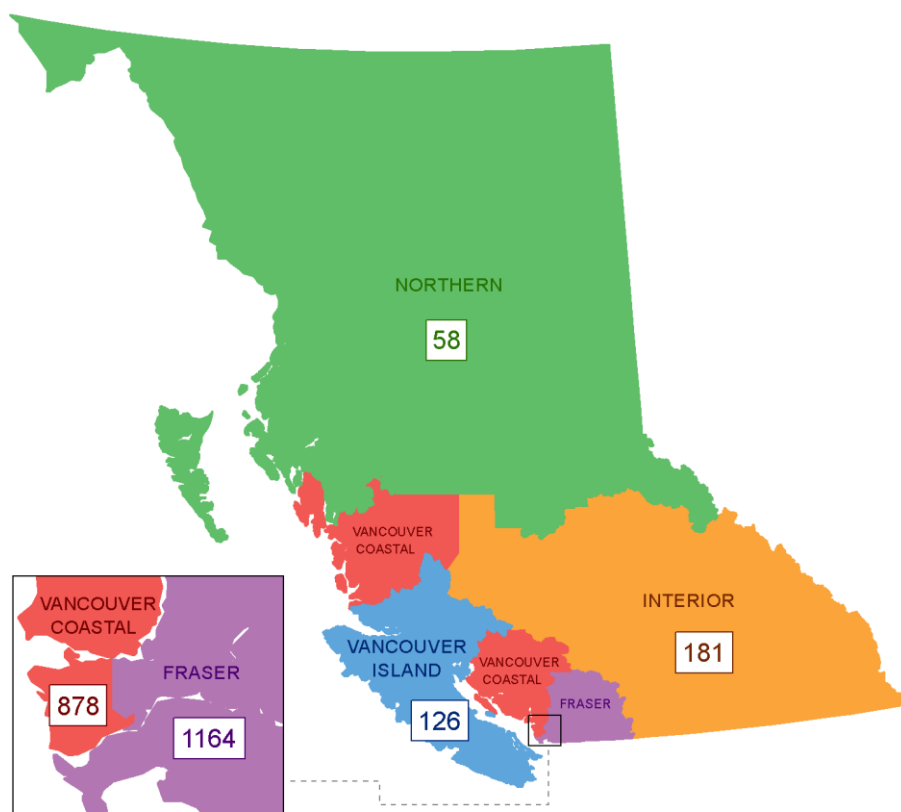 NORTHERN
58
VANCOUVER
COASTAL
INTERIOR
181
VANCOUVER
ISLAND
126
VANCOUVER
COASTAL
FRASER
VANCOUVER
COASTAL
878
FRASER
1164